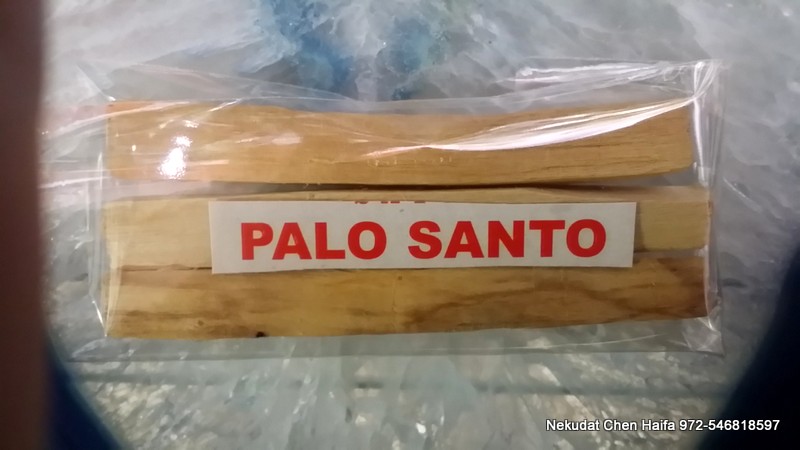 PALO SANTO
Nekudat Chen Haifa 972-546818597